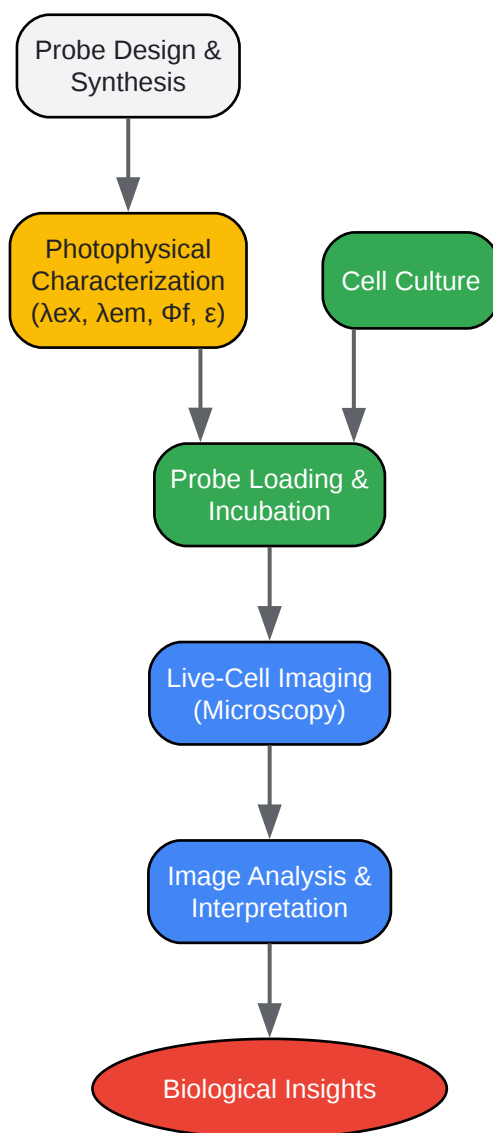 Probe Design &
Synthesis
Photophysical
Characterization
(λex, λem, Φf, ε)
Cell Culture
Probe Loading &
Incubation
Live-Cell Imaging
(Microscopy)
Image Analysis &
Interpretation
Biological Insights